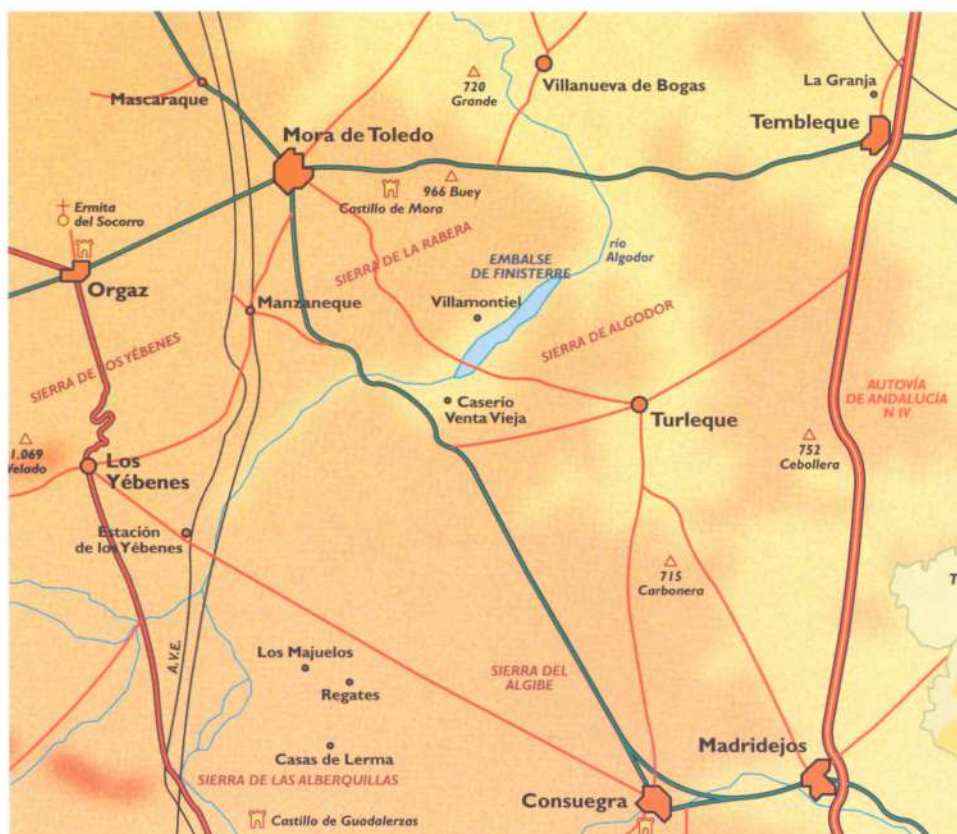 Mascaraque
720
Grande
Villanueva de Bogas
La Granja
Tembleque
Mora de Toledo
966 Buey
Castillo de Mora
Ermita
del Socorro
SIERRA DE LA RABERA
EMBALSE
DE FINISTERRE
río
Algodor
Orgaz
Manzaneque
Villamontiel
SIERRA DE ALGODOR
SIERRA DE LOS YÉBENES
Caserío
Venta Vieja
Turleque
AUTOVÍA
DE ANDALUCÍA
N IV
1.069
Velado
Los
Yébenes
752
Cebollera
Estación
de los Yébenes
715
Carbonera
T
A.V.E.
Los Majuelos
Regates
SIERRA DEL
ALGIBE
Casas de Lerma
Madridejos
SIERRA DE LAS ALBERQUILLAS
Consuegra
Castillo de Guadalerzas